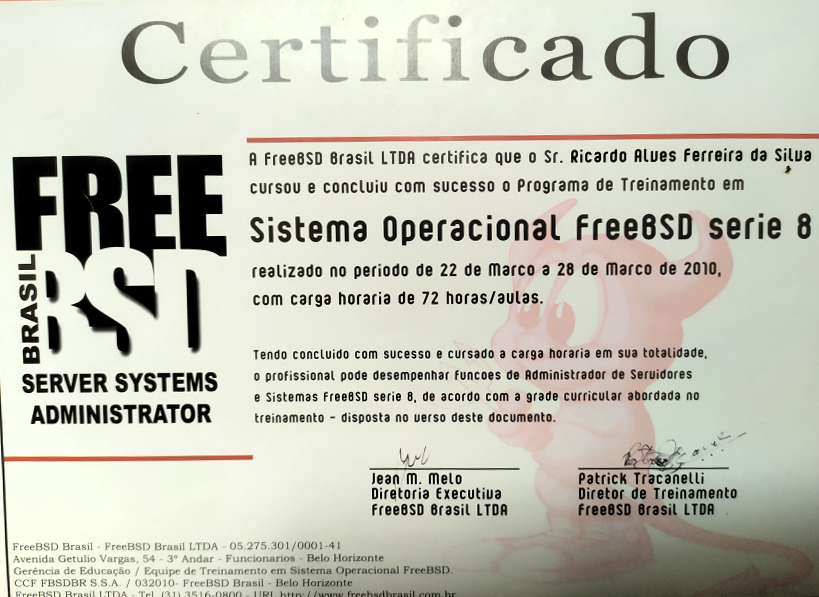 Certificado
A FreeBSD Brasil LTDA certifica que o Sr. Ricardo Alves Ferreira da Silva
cursou e concluiu com sucesso o Programa de Treinamento em
Sistema Operacional FreeBSD serie 8
realizado no periodo de 22 de Marco a 28 de Marco de 2010,
com carga horaria de 72 horas/aulas.
FREE
BSD
BRASIL
SERVER SYSTEMS
ADMINISTRATOR
Tendo concluido com sucesso e cursado a carga horaria em sua totalidade,
o profissional pode desempenhar funcoes de Administrador de Servidores
e Sistemas FreeBSD serie 8, de acordo com a grade curricular abordada no
treinamento - disposta no verso deste documento.
Jean M. Melo
Diretoria Executiva
FreeBSD Brasil LTDA
Patrick Tracanelli
Diretor de Treinamento
FreeBSD Brasil LTDA
FreeBSD Brasil - FreeBSD Brasil LTDA - 05.275.301/0001-41
Avenida Getulio Vargas, 54 - 3° Andar - Funcionarios - Belo Horizonte
Gerência de Educação / Equipe de Treinamento em Sistema Operacional FreeBSD.
CCF FBSDBR S.S.A. / 032010- FreeBSD Brasil - Belo Horizonte
FreeBSD Brasil LTDA - Tel. (31) 3516-0800 - URL http://www.freebsdbrasil.com.br